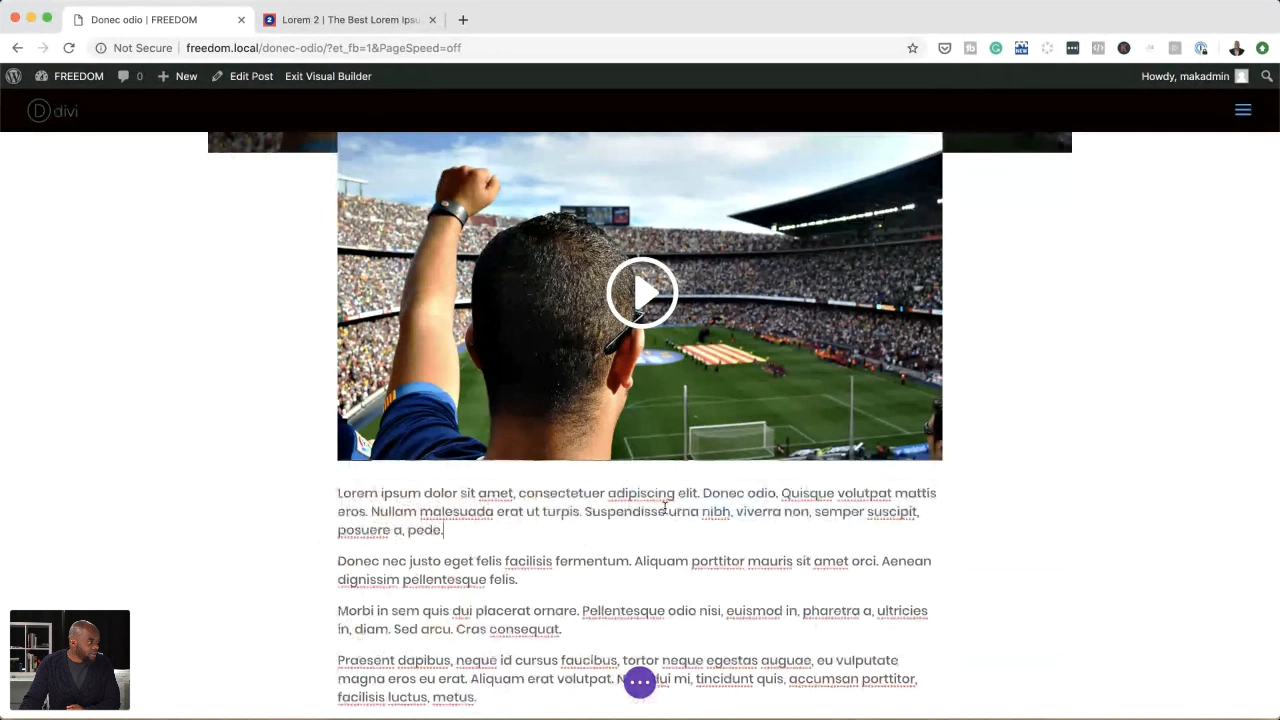 Donec odio | FREEDOM
2 Lorem 2 | The Best Lorem Ipsu
Not Secure | freedom.local/donec-odio/?et_fb=1&PageSpeed=off
FREEDOM 0 New Edit Post Exit Visual Builder Howdy, makadmin
D divi
Lorem ipsum dolor sit amet, consectetuer adipiscing elit. Donec odio. Quisque volutpat mattis
eros. Nullam malesuada erat ut turpis. Suspendisse urna nibh, viverra non, semper suscipit,
posuere a, pede.
Donec nec justo eget felis facilisis fermentum. Aliquam porttitor mauris sit amet orci. Aenean
dignissim pellentesque felis.
Morbi in sem quis dui placerat ornare. Pellentesque odio nisi, euismod in, pharetra a, ultricies
in, diam. Sed arcu. Cras consequat.
Praesent dapibus, neque id cursus faucibus, tortor neque egestas auguae, eu vulputate
magna eros eu erat. Aliquam erat volutpat. N ui mi, tincidunt quis, accumsan porttitor,
facilisis luctus, metus.